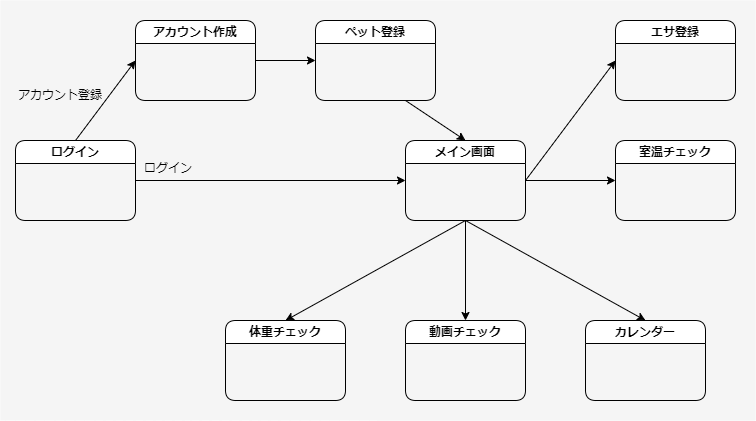 アカウント作成
ペット登録
エサ登録
アカウント登録
ログイン
ログイン
メイン画面
室温チェック
体重チェック
動画チェック
カレンダー